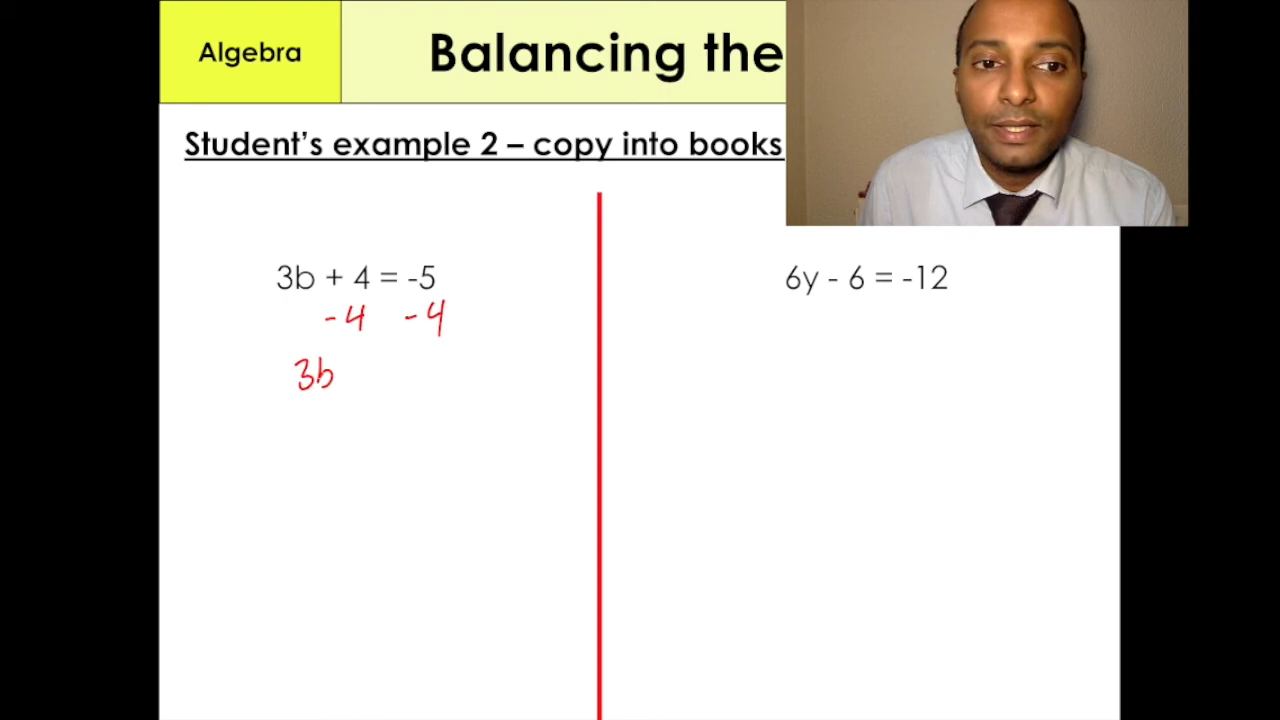 Algebra
Balancing the
Student's example 2 – copy into books
3b + 4 = -5
-4 -4
3b
6y - 6 = -12